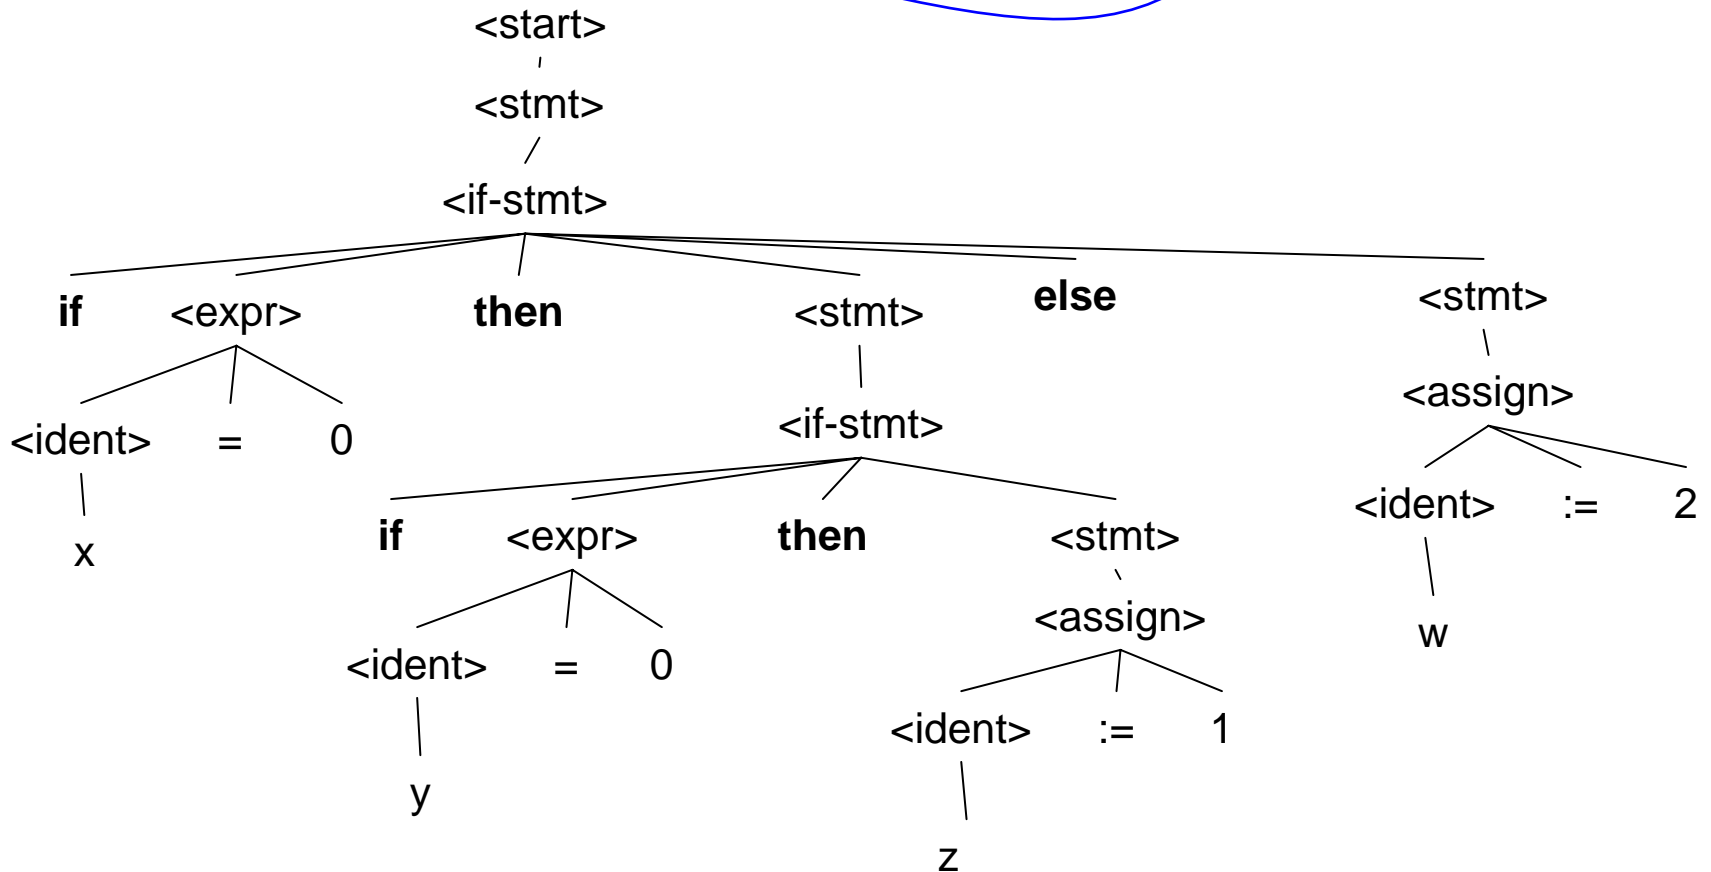 <start>
<stmt>
<if-stmt>
if <expr> then <stmt> else <stmt>
<assign>
<ident> = 0 <if-stmt>
<ident> := 2
x if <expr> then <stmt>
<assign> w
<ident> = 0
<ident> := 1
y
z